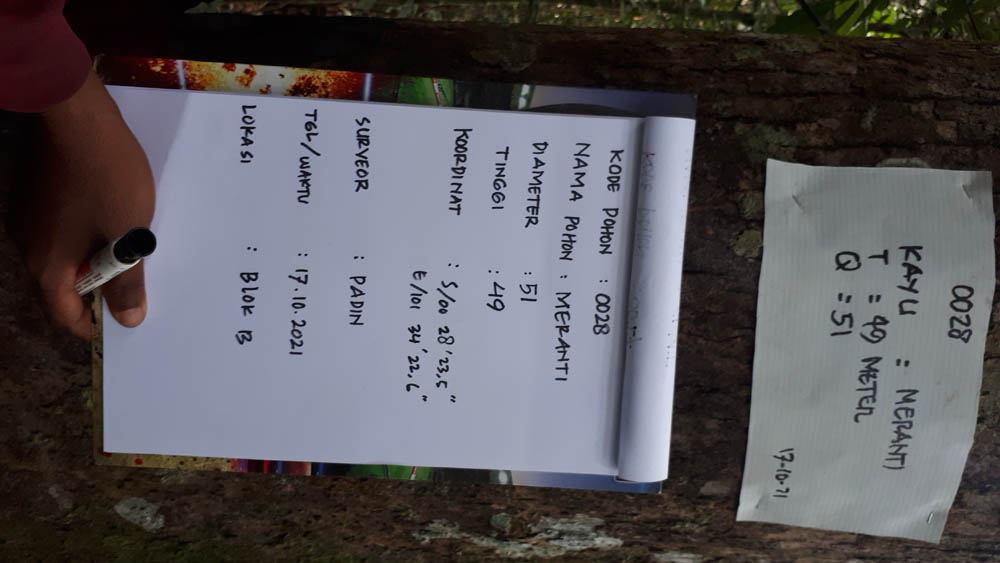 0028
KAYU : MERANTI
T = 49 METER
Q = 51
17-10-21
KODE POHON : 0028
NAMA POHON : MERANTI
DIAMETER : 51
TINGGI : 49
KOORDINAT : S/00 28'23,5"
E/101 34'22,6"
SURVEOR : PADIN
TGL/WAKTU : 17.10.2021
LOKASI : BLOK B